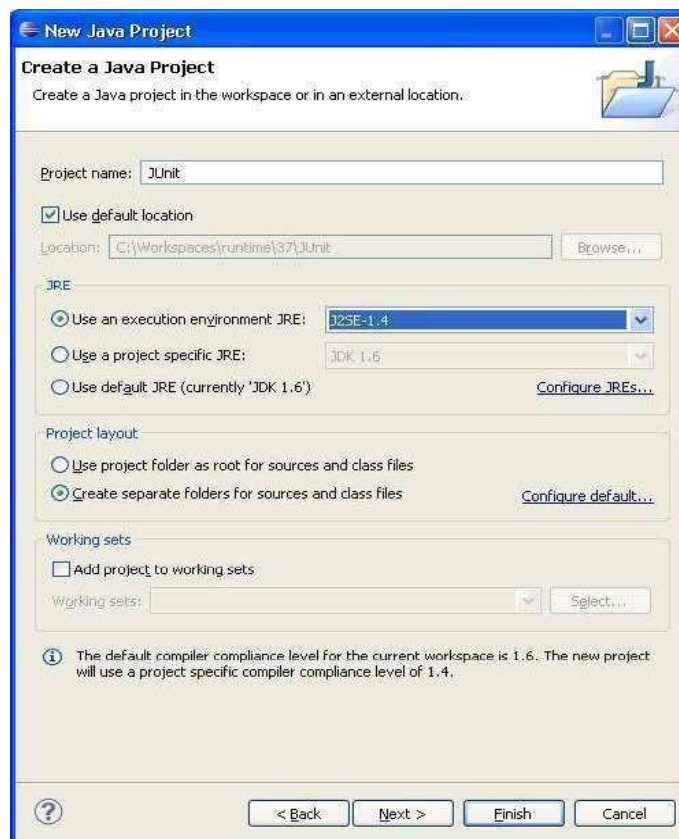 New Java Project
Create a Java Project
Create a Java project in the workspace or in an external location.
Project name: JUnit
Use default location
Location: C:\Workspaces\runtime\37\JUnit Browse...
JRE
Use an execution environment JRE: J2SE-1.4
Use a project specific JRE: JDK 1.6
Use default JRE (currently 'JDK 1.6') Configure JREs...
Project layout
Use project folder as root for sources and class files
Create separate folders for sources and class files Configure default...
Working sets
Add project to working sets
Working sets: Select...
The default compiler compliance level for the current workspace is 1.6. The new project
will use a project specific compiler compliance level of 1.4.
? < Back Next > Finish Cancel